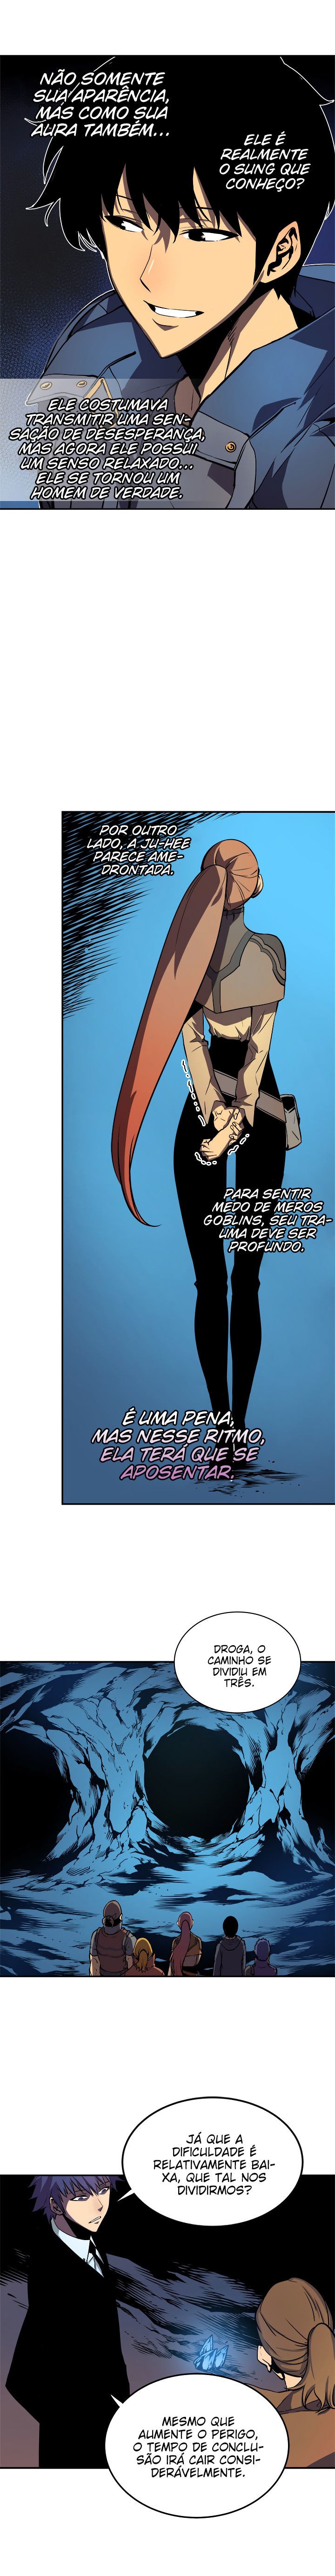 NÃO SOMENTE
SUA APARÊNCIA,
MAS COMO SUA
AURA TAMBÉM...
ELE É
REALMENTE
O SUNG QUE
CONHEÇO?
ELE COSTUMAVA
TRANSMITIR UMA SEN-
SAÇÃO DE DESESPERANÇA,
MAS AGORA ELE POSSUI
UM SENSO RELAXADO...
ELE SE TORNOU UM
HOMEM DE VERDADE.
POR OUTRO
LADO, A JU-HEE
PARECE AME-
DRONTADA.
PARA SENTIR
MEDO DE MEROS
GOBLINS, SEU TRA-
UMA DEVE SER
PROFUNDO.
É UMA PENA,
MAS NESSE RITMO,
ELA TERÁ QUE SE
APOSENTAR.
DROGA, O
CAMINHO SE
DIVIDIU EM
TRÊS.
JÁ QUE A
DIFICULDADE É
RELATIVAMENTE BAI-
XA, QUE TAL NOS
DIVIDIRMOS?
MESMO QUE
AUMENTE O PERIGO,
O TEMPO DE CONCLU-
SÃO IRÁ CAIR CONSI-
DERÁVELMENTE.